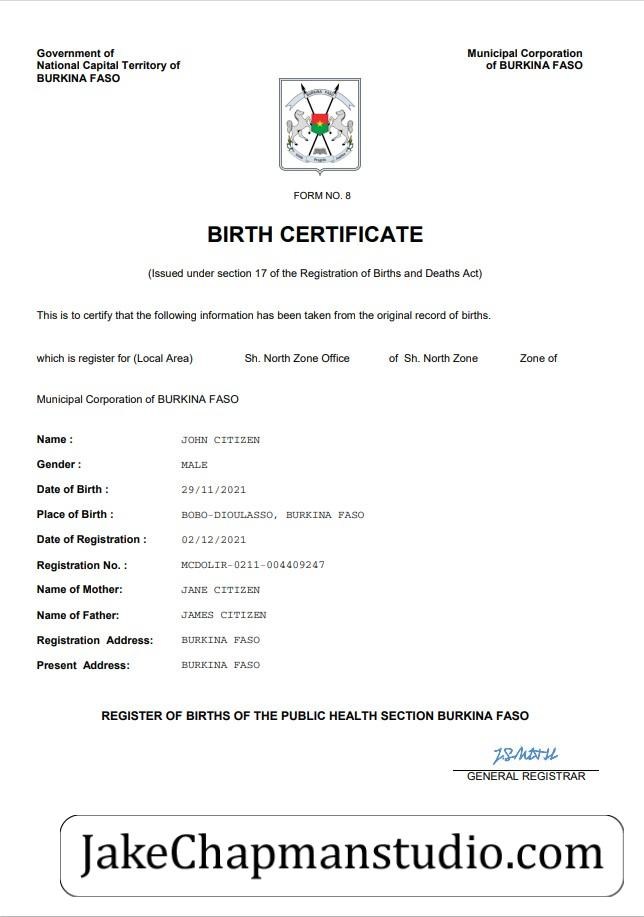 Government of
National Capital Territory of
BURKINA FASO
Municipal Corporation
of BURKINA FASO
BURKINA FASO
FORM NO. 8
BIRTH CERTIFICATE
(Issued under section 17 of the Registration of Births and Deaths Act)
This is to certify that the following information has been taken from the original record of births.
which is register for (Local Area) Sh. North Zone Office of Sh. North Zone Zone of
Municipal Corporation of BURKINA FASO
Name : JOHN CITIZEN
Gender : MALE
Date of Birth : 29/11/2021
Place of Birth : BOBO-DIOULASSO, BURKINA FASO
Date of Registration : 02/12/2021
Registration No. : MCDOLIR-0211-004409247
Name of Mother: JANE CITIZEN
Name of Father: JAMES CITIZEN
Registration Address: BURKINA FASO
Present Address: BURKINA FASO
REGISTER OF BIRTHS OF THE PUBLIC HEALTH SECTION BURKINA FASO
GENERAL REGISTRAR
JakeChapmanstudio.com